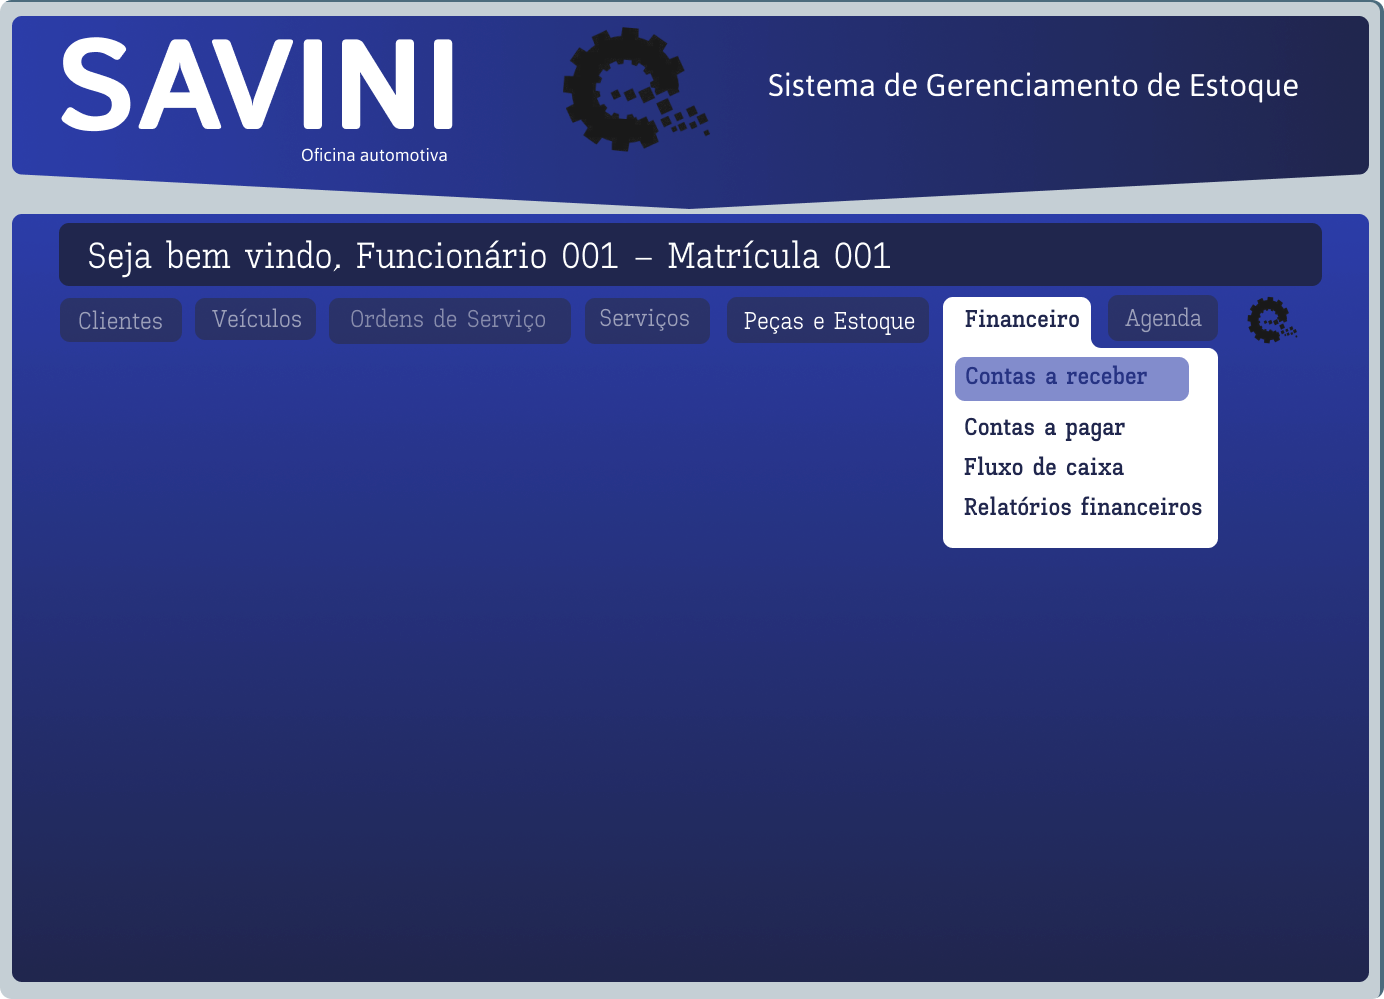 SAVINI
Oficina automotiva
Sistema de Gerenciamento de Estoque
Seja bem vindo, Funcionário 001 – Matrícula 001
Clientes
Veículos
Ordens de Serviço
Serviços
Peças e Estoque
Financeiro
Agenda
Contas a receber
Contas a pagar
Fluxo de caixa
Relatórios financeiros